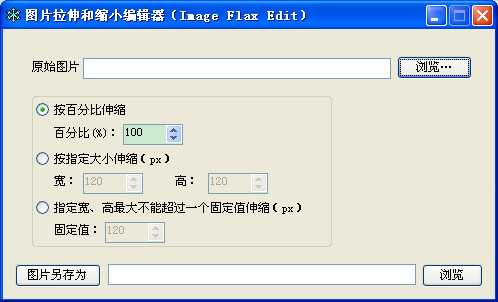 图片拉伸和缩小编辑器（Image Flax Edit）
原始图片 浏览…
按百分比伸缩
百分比(%)： 100
按指定大小伸缩（px）
宽： 120 高： 120
指定宽、高最大不能超过一个固定值伸缩（px）
固定值： 120
图片另存为 浏览